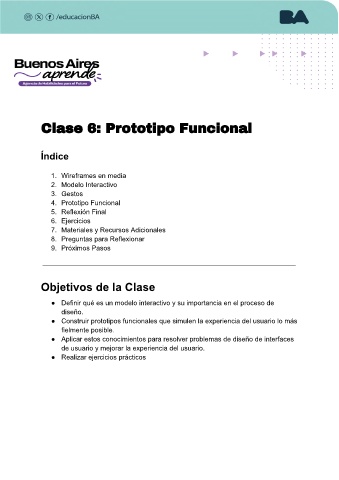 /educacionBA
BA
Buenos Aires
aprende
Agencia de Habilidades para el Futuro
Clase 6: Prototipo Funcional
Índice
1. Wireframes en media
2. Modelo Interactivo
3. Gestos
4. Prototipo Funcional
5. Reflexión Final
6. Ejercicios
7. Materiales y Recursos Adicionales
8. Preguntas para Reflexionar
9. Próximos Pasos
Objetivos de la Clase
● Definir qué es un modelo interactivo y su importancia en el proceso de
diseño.
● Construir prototipos funcionales que simulen la experiencia del usuario lo más
fielmente posible.
● Aplicar estos conocimientos para resolver problemas de diseño de interfaces
de usuario y mejorar la experiencia del usuario.
● Realizar ejercicios prácticos